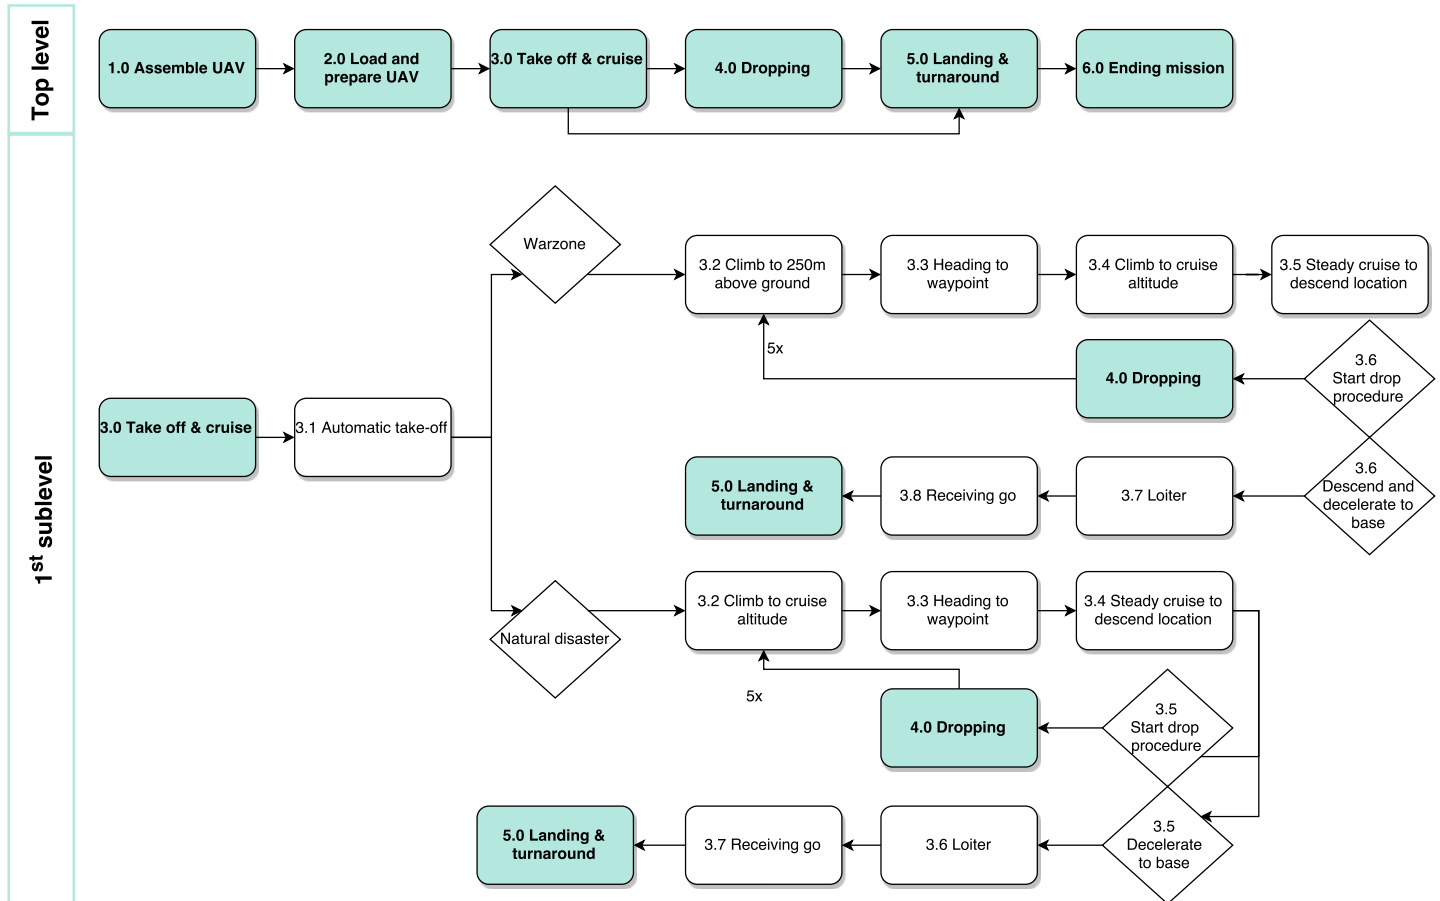 Top level
1.0 Assemble UAV
2.0 Load and
prepare UAV
3.0 Take off & cruise
4.0 Dropping
5.0 Landing &
turnaround
6.0 Ending mission
1st sublevel
3.0 Take off & cruise
3.1 Automatic take-off
Warzone
3.2 Climb to 250m
above ground
3.3 Heading to
waypoint
3.4 Climb to cruise
altitude
3.5 Steady cruise to
descend location
3.6
Start drop
procedure
4.0 Dropping
5x
3.6
Descend and
decelerate to
base
3.7 Loiter
3.8 Receiving go
5.0 Landing &
turnaround
Natural disaster
3.2 Climb to cruise
altitude
3.3 Heading to
waypoint
3.4 Steady cruise to
descend location
3.5
Start drop
procedure
4.0 Dropping
5x
3.5
Decelerate
to base
3.6 Loiter
3.7 Receiving go
5.0 Landing &
turnaround